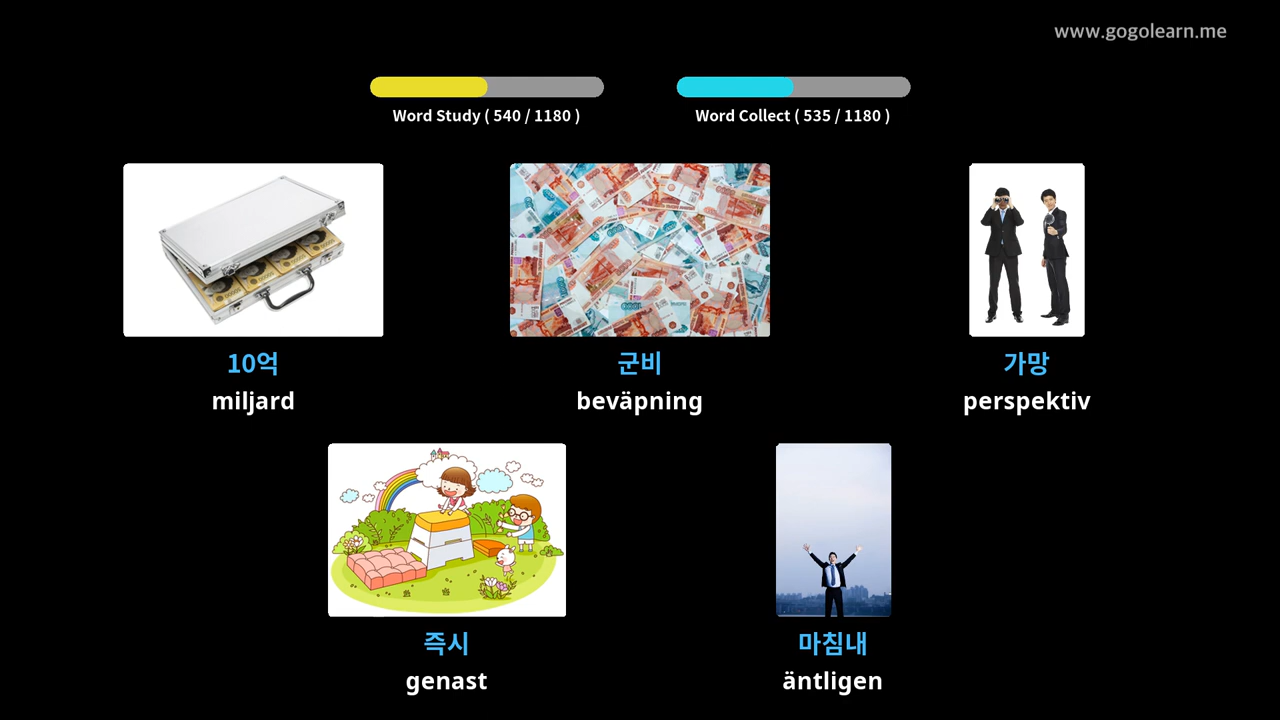 www.gogolearn.me
Word Study ( 540 / 1180 )
Word Collect ( 535 / 1180 )
10억
miljard
군비
beväpning
가망
perspektiv
즉시
genast
마침내
äntligen